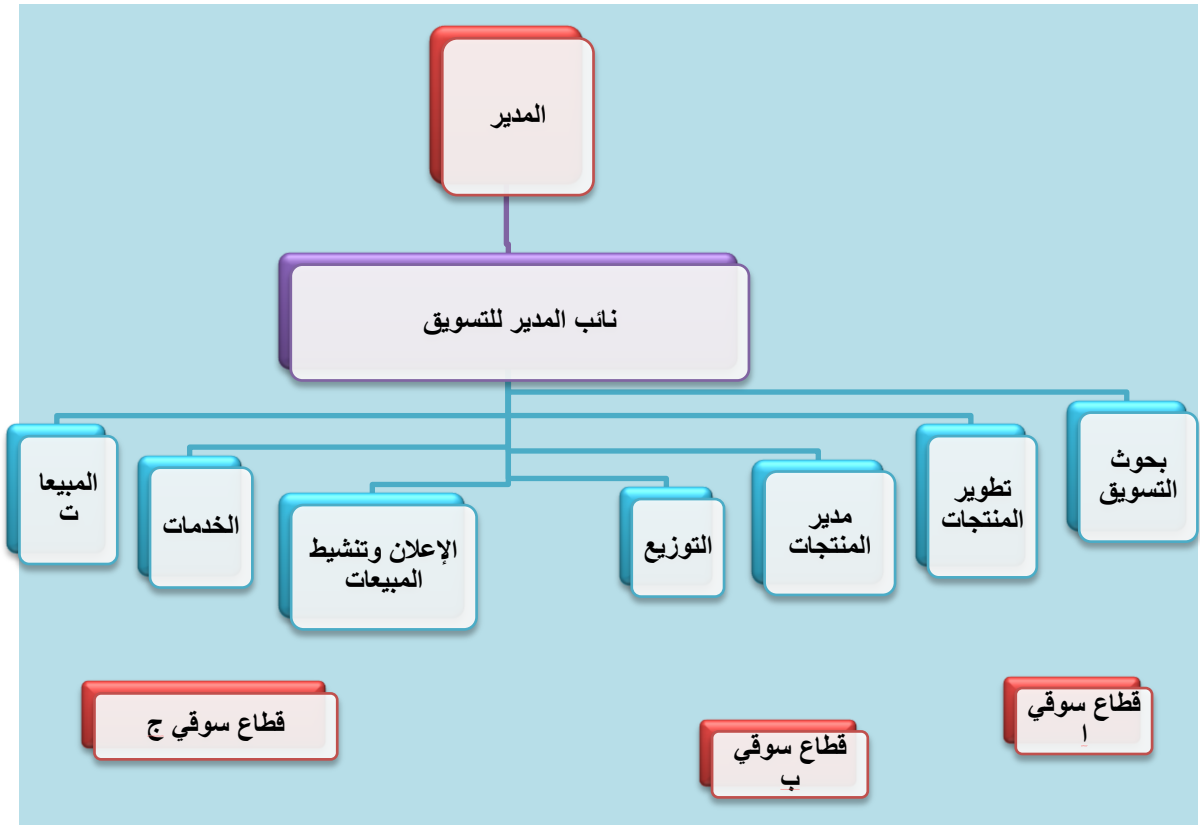 المدير
نائب المدير للتسويق
بحوث
التسويق
تطوير
المنتجات
مدير
المنتجات
التوزيع
الإعلان وتنشيط
المبيعات
الخدمات
المبيعا
ت
قطاع سوقي
ا
قطاع سوقي
ب
قطاع سوقي ج